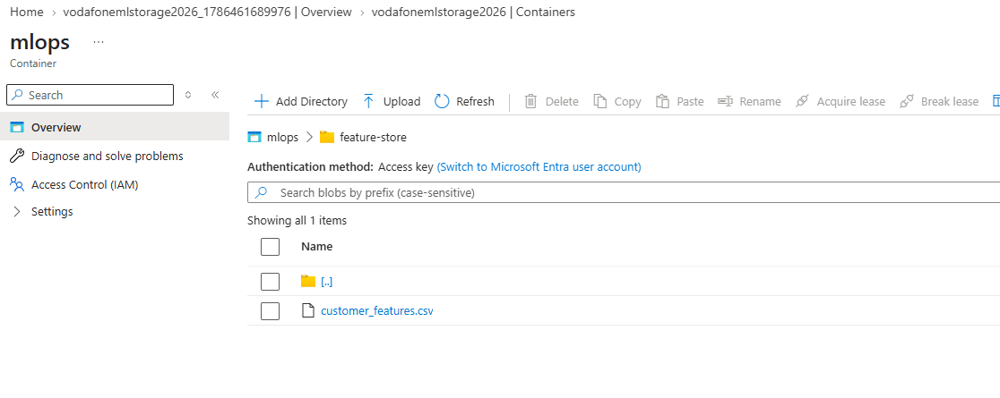 Home > vodafonemlstorage2026_1786461689976 | Overview > vodafonemlstorage2026 | Containers
mlops ...
Container
Search
Overview
Diagnose and solve problems
Access Control (IAM)
Settings
Add Directory Upload Refresh Delete Copy Paste Rename Acquire lease Break lease
mlops > feature-store
Authentication method: Access key (Switch to Microsoft Entra user account)
Search blobs by prefix (case-sensitive)
Showing all 1 items
Name
[..]
customer_features.csv